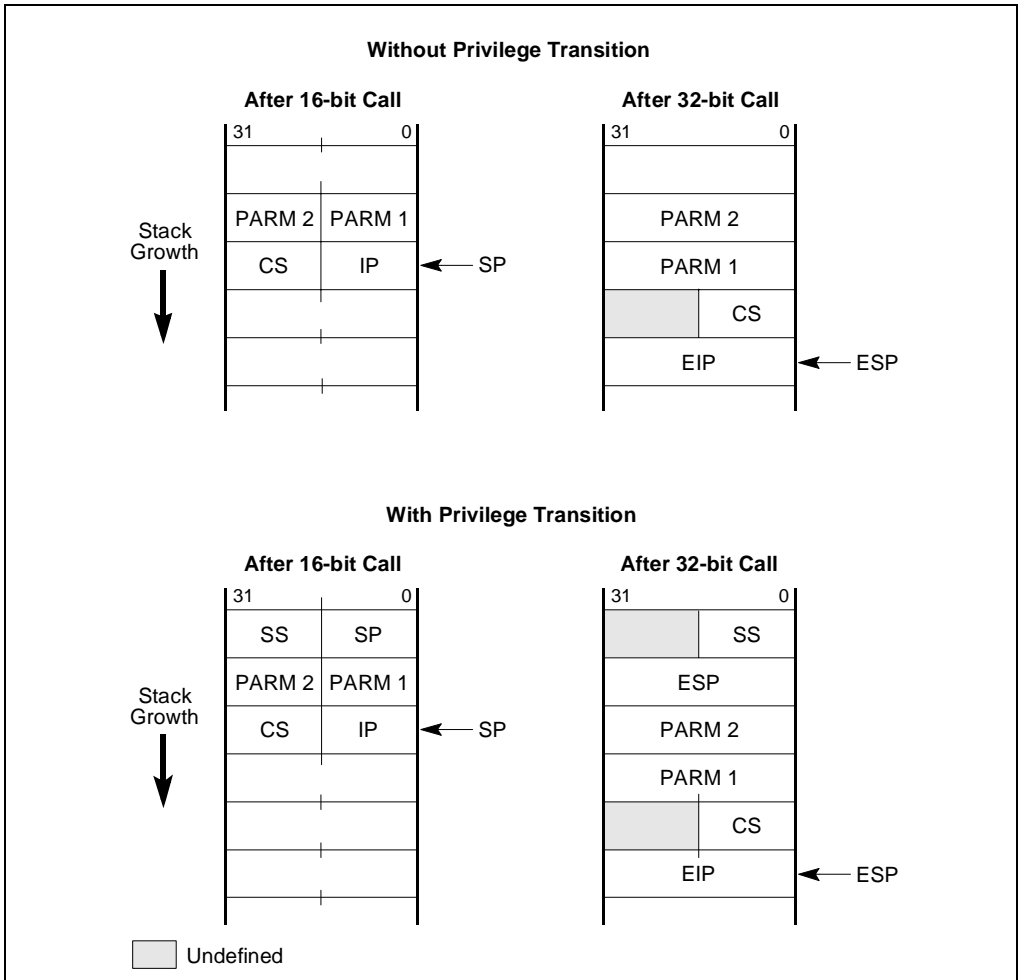 Without Privilege Transition
After 16-bit Call
After 32-bit Call
31 0
31 0
PARM 2 PARM 1
PARM 2
Stack
Growth
CS IP
SP
PARM 1
CS
EIP
ESP
With Privilege Transition
After 16-bit Call
After 32-bit Call
31 0
31 0
SS SP
SS
PARM 2 PARM 1
ESP
Stack
Growth
CS IP
SP
PARM 2
PARM 1
CS
EIP
ESP
Undefined